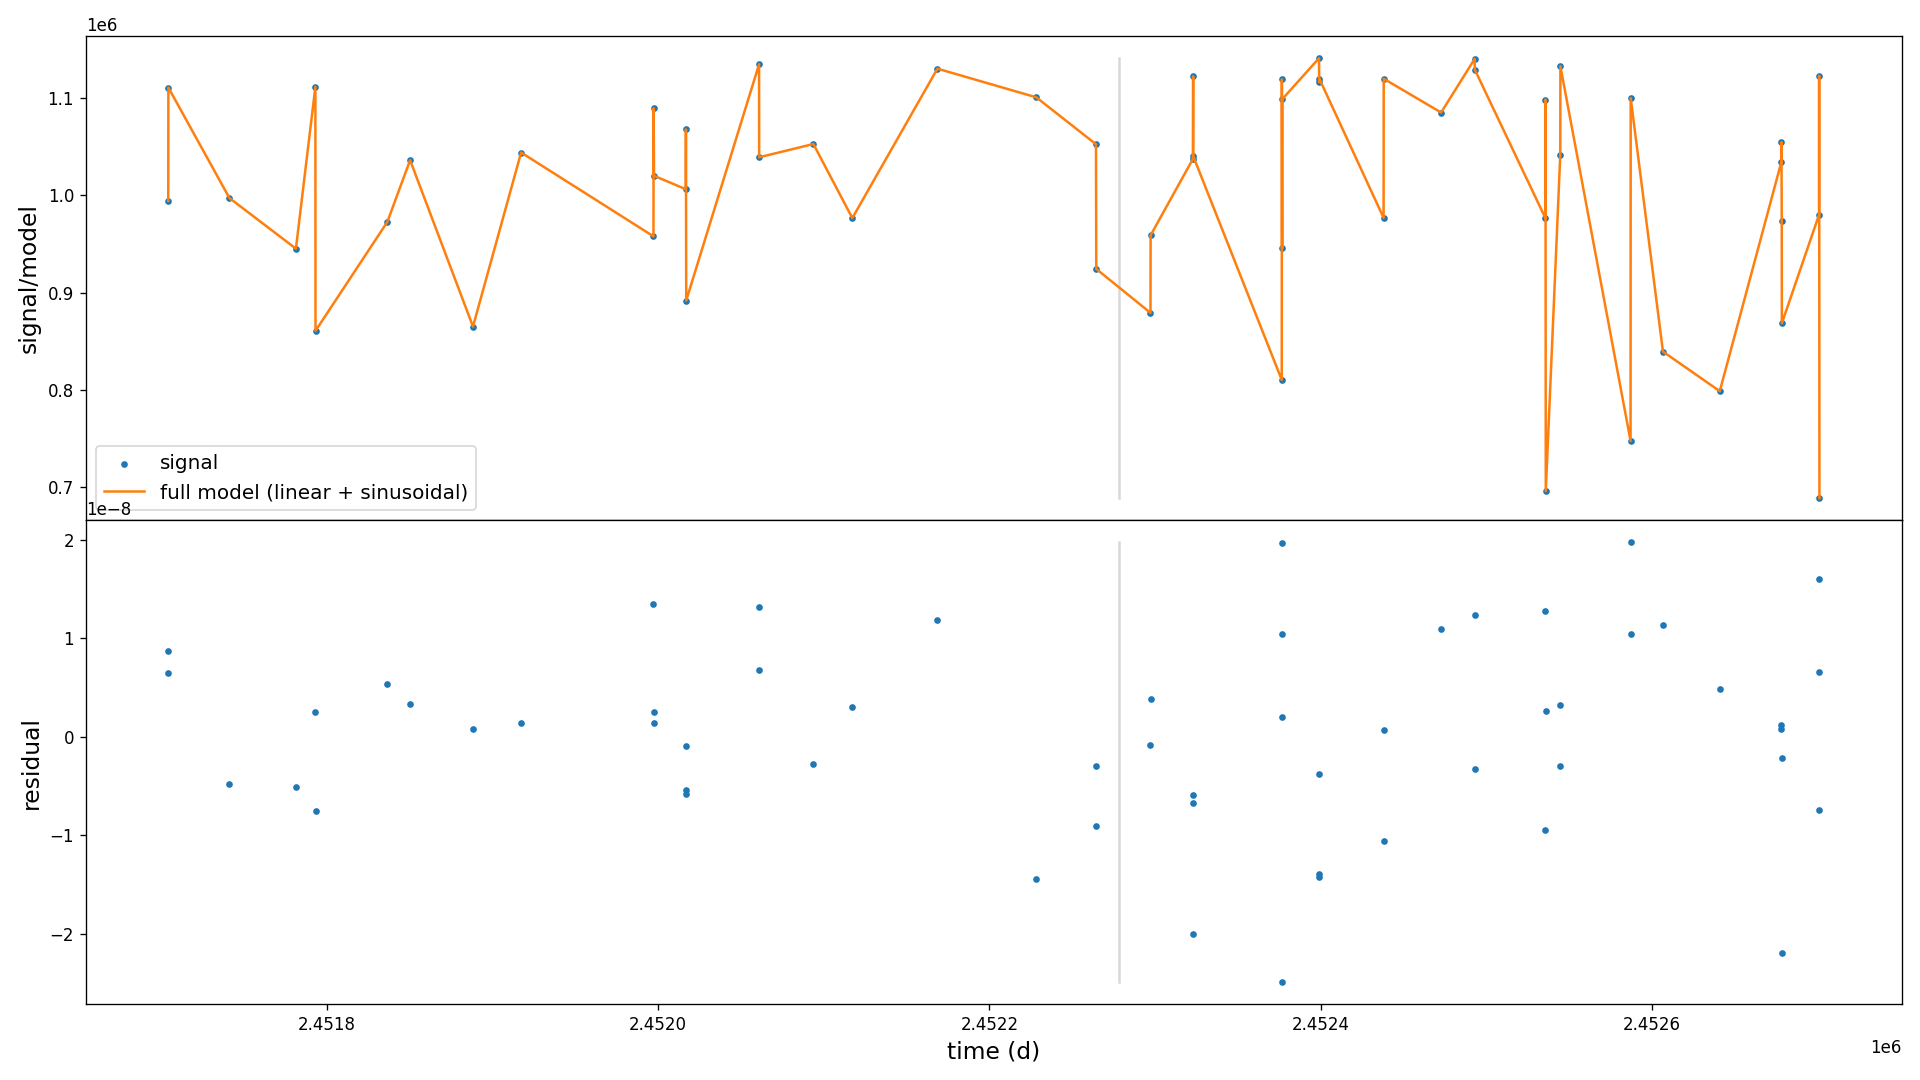 1e6
1.1
1.0
0.9
0.8
0.7
signal/model
signal
full model (linear + sinusoidal)
1e−8
2
1
0
−1
−2
residual
2.4518
2.4520
2.4522
2.4524
2.4526
time (d)
1e6